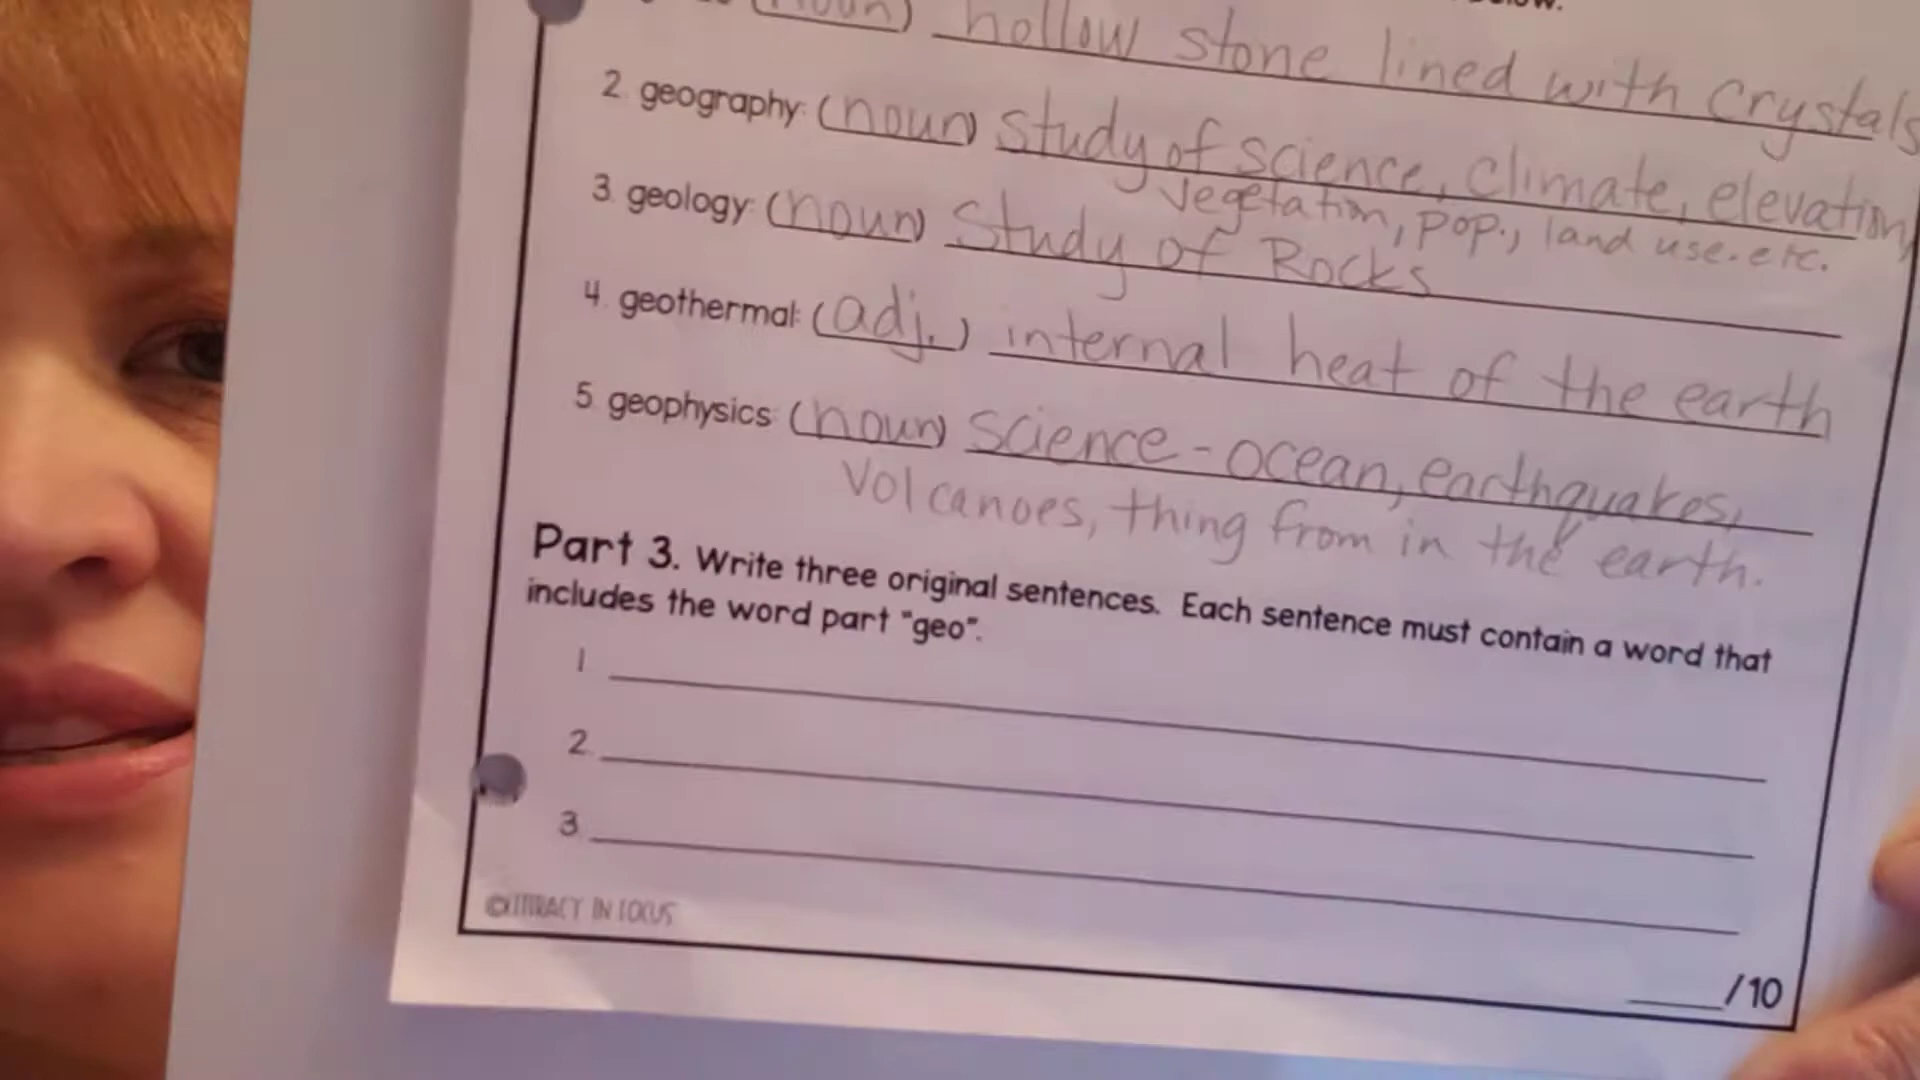 below.
(noun) hollow stone lined with crystals
2. geography: (noun) study of science, climate, elevation,
vegetation, pop., land use. etc.
3. geology: (noun) Study of Rocks
4. geothermal: (adj.) internal heat of the earth
5. geophysics: (noun) science - ocean, earthquakes,
Volcanoes, thing from in the earth.
Part 3. Write three original sentences. Each sentence must contain a word that
includes the word part "geo".
1
2.
3.
IN FOCUS
/10